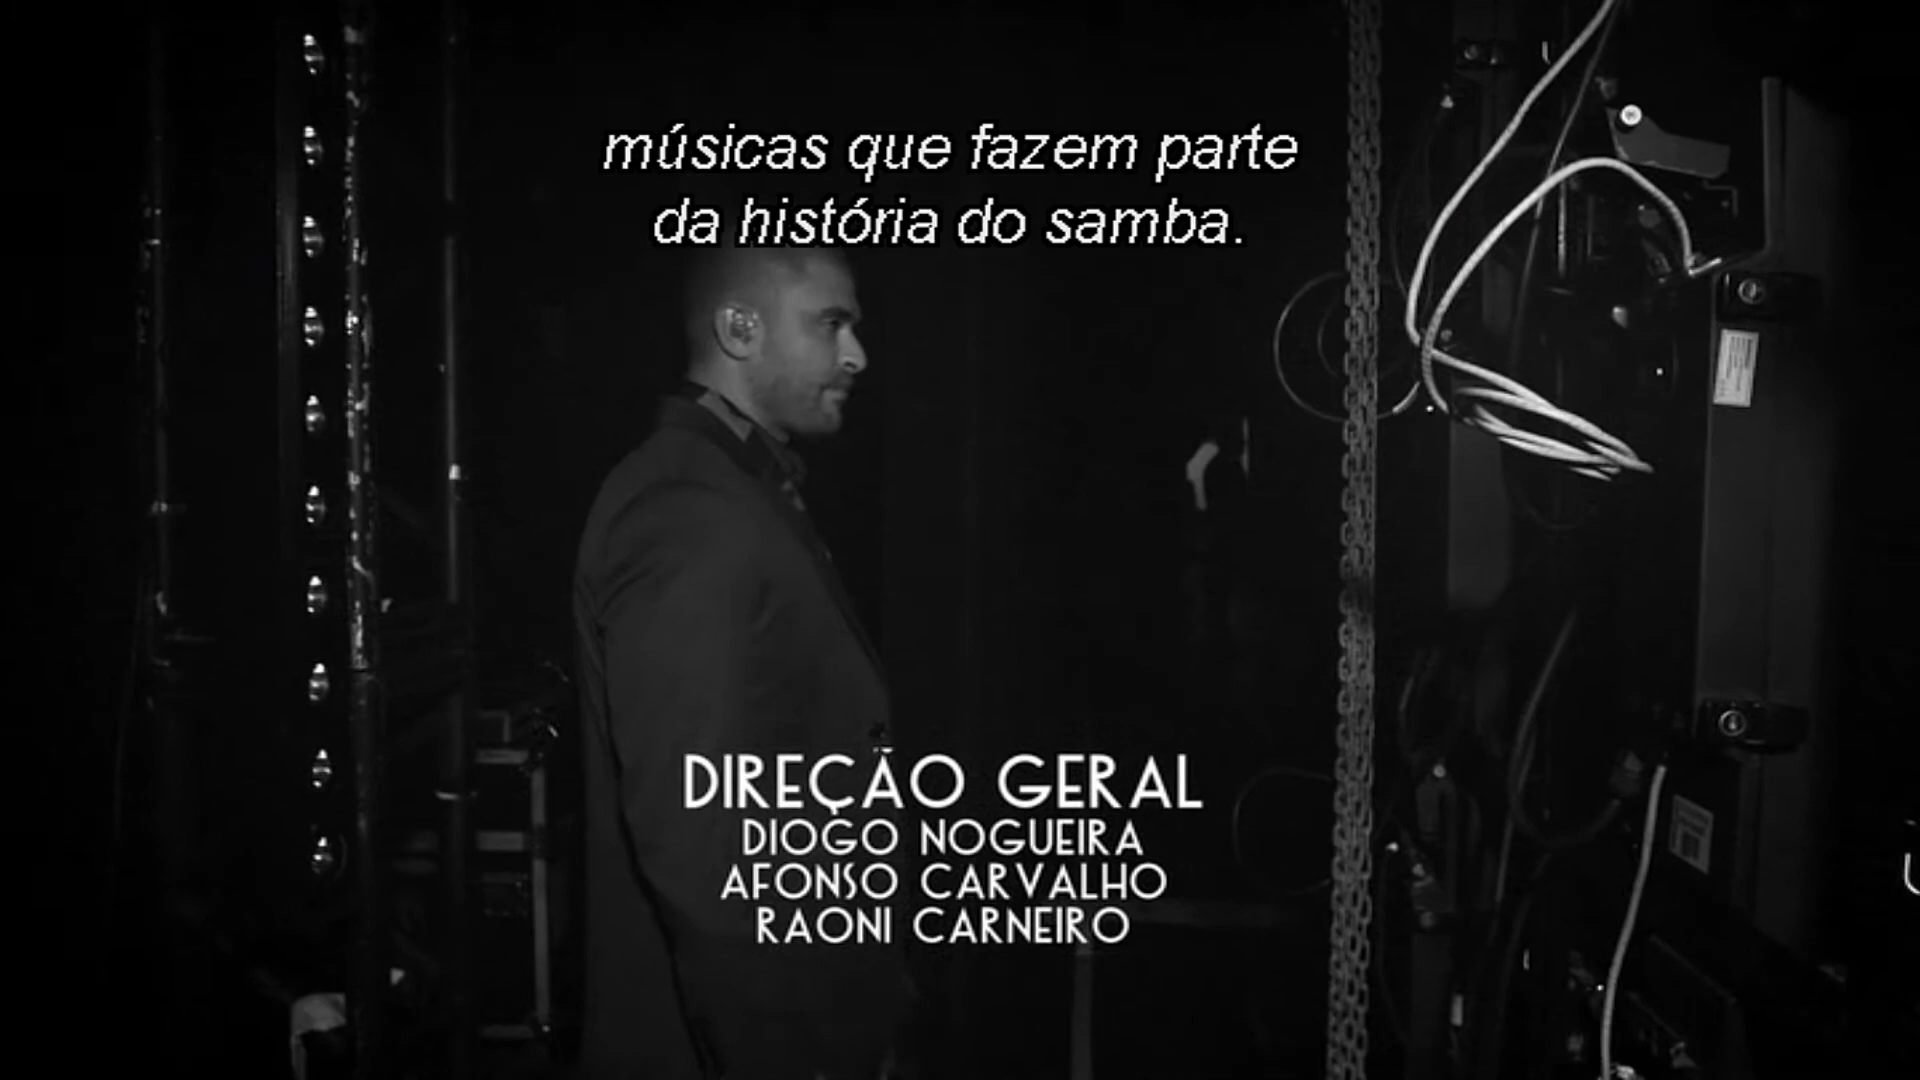 músicas que fazem parte
da história do samba.
DIREÇÃO GERAL
DIOGO NOGUEIRA
AFONSO CARVALHO
RAONI CARNEIRO